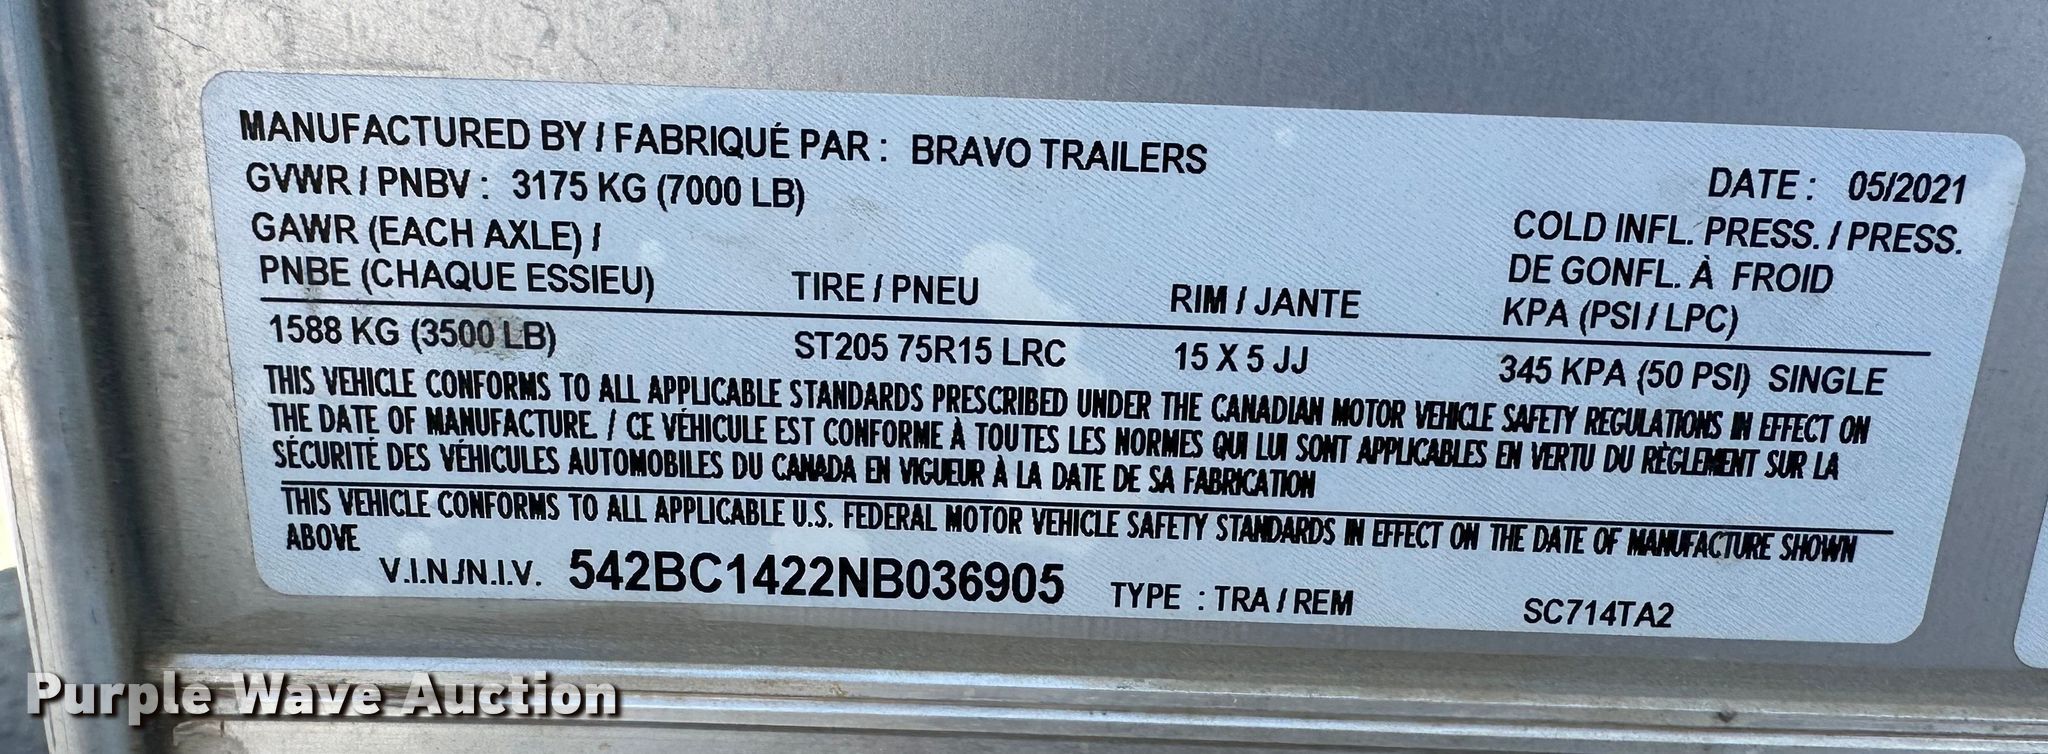 MANUFACTURED BY / FABRIQUÉ PAR : BRAVO TRAILERS
GVWR / PNBV : 3175 KG (7000 LB)
DATE : 05/2021
GAWR (EACH AXLE) /
PNBE (CHAQUE ESSIEU)
TIRE / PNEU
RIM / JANTE
COLD INFL. PRESS. / PRESS.
DE GONFL. À FROID
KPA (PSI / LPC)
1588 KG (3500 LB) ST205 75R15 LRC 15 X 5 JJ 345 KPA (50 PSI) SINGLE
THIS VEHICLE CONFORMS TO ALL APPLICABLE STANDARDS PRESCRIBED UNDER THE CANADIAN MOTOR VEHICLE SAFETY REGULATIONS IN EFFECT ON
THE DATE OF MANUFACTURE. / CE VÉHICULE EST CONFORME À TOUTES LES NORMES QUI LUI SONT APPLICABLES EN VERTU DU RÈGLEMENT SUR LA
SÉCURITÉ DES VÉHICULES AUTOMOBILES DU CANADA EN VIGUEUR À LA DATE DE SA FABRICATION
THIS VEHICLE CONFORMS TO ALL APPLICABLE U.S. FEDERAL MOTOR VEHICLE SAFETY STANDARDS IN EFFECT ON THE DATE OF MANUFACTURE SHOWN
ABOVE
V.I.N./N.I.V. 542BC1422NB036905 TYPE : TRA / REM SC714TA2
Purple Wave Auction